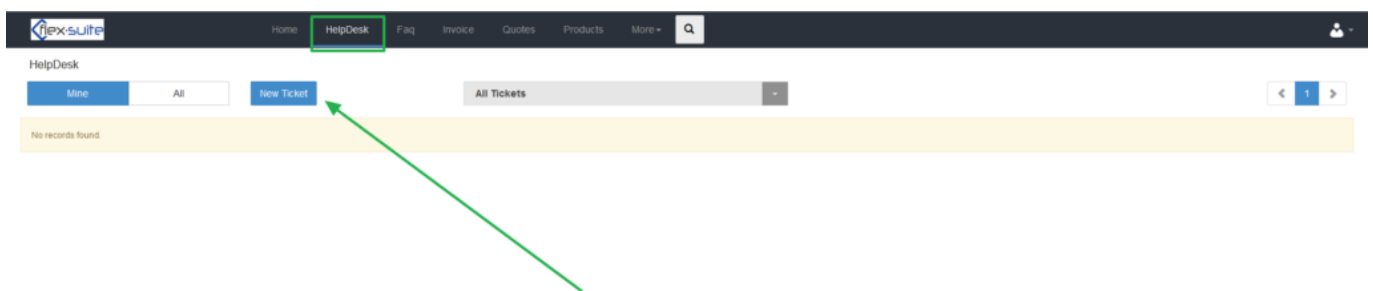 flex-suite Home HelpDesk Faq Invoice Quotes Products More
HelpDesk
Mine All New Ticket All Tickets 1
No records found.